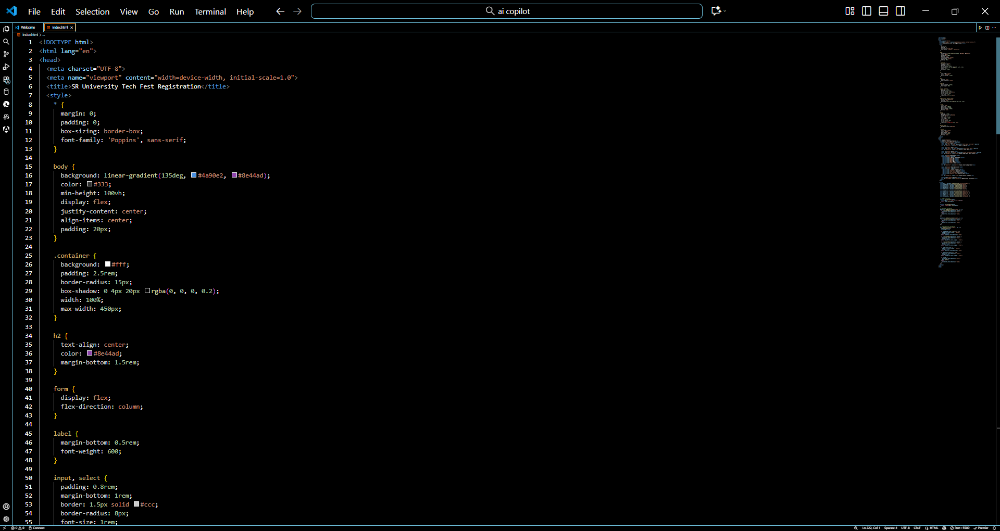 File Edit Selection View Go Run Terminal Help ai copilot
Welcome index.html
index.html > ...
1 <!DOCTYPE html>
2 <html lang="en">
3 <head>
4 <meta charset="UTF-8">
5 <meta name="viewport" content="width=device-width, initial-scale=1.0">
6 <title>SR University Tech Fest Registration</title>
7 <style>
8 * {
9 margin: 0;
10 padding: 0;
11 box-sizing: border-box;
12 font-family: 'Poppins', sans-serif;
13 }
14
15 body {
16 background: linear-gradient(135deg, #4a90e2, #8e44ad);
17 color: #333;
18 min-height: 100vh;
19 display: flex;
20 justify-content: center;
21 align-items: center;
22 padding: 20px;
23 }
24
25 .container {
26 background: #fff;
27 padding: 2.5rem;
28 border-radius: 15px;
29 box-shadow: 0 4px 20px rgba(0, 0, 0, 0.2);
30 width: 100%;
31 max-width: 450px;
32 }
33
34 h2 {
35 text-align: center;
36 color: #8e44ad;
37 margin-bottom: 1.5rem;
38 }
39
40 form {
41 display: flex;
42 flex-direction: column;
43 }
44
45 label {
46 margin-bottom: 0.5rem;
47 font-weight: 600;
48 }
49
50 input, select {
51 padding: 0.8rem;
52 margin-bottom: 1rem;
53 border: 1.5px solid #ccc;
54 border-radius: 8px;
55 font-size: 1rem;
0 0 Connect Ln 222, Col 1 Spaces: 4 UTF-8 CRLF HTML Port : 5500 Prettier